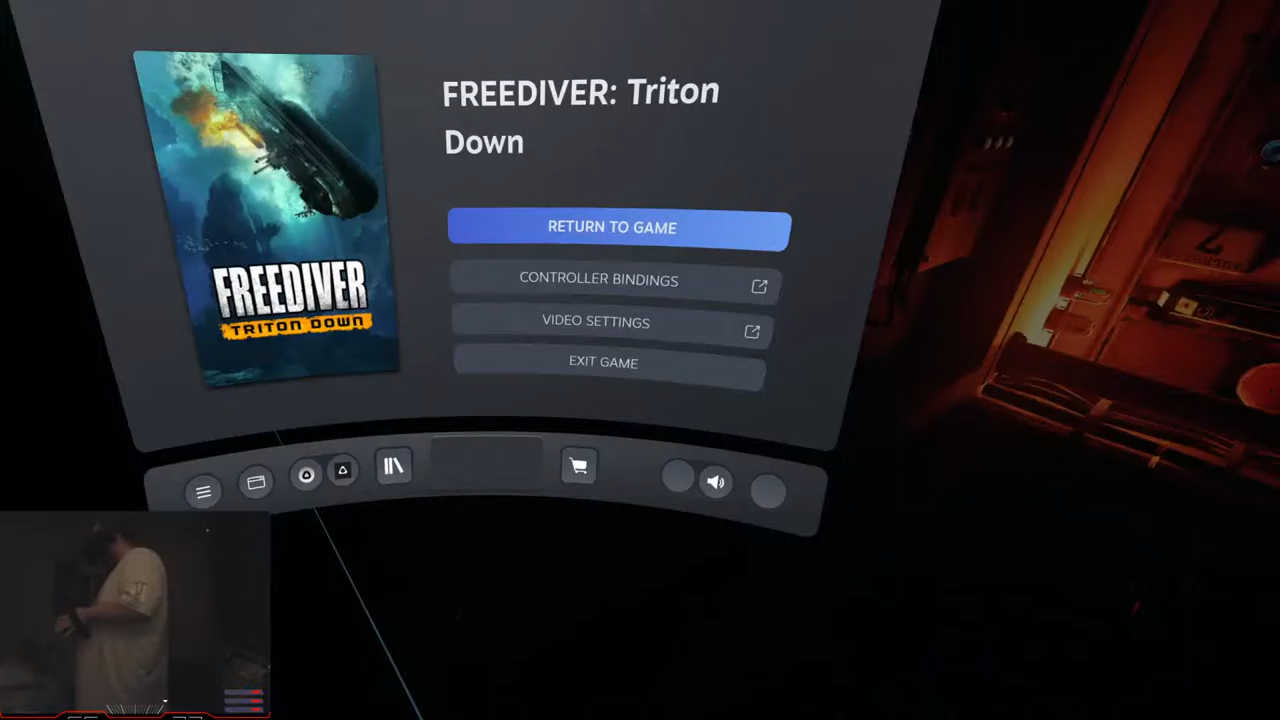 FREEDIVER: Triton
Down
RETURN TO GAME
CONTROLLER BINDINGS
VIDEO SETTINGS
EXIT GAME
FREEDIVER
TRITON DOWN